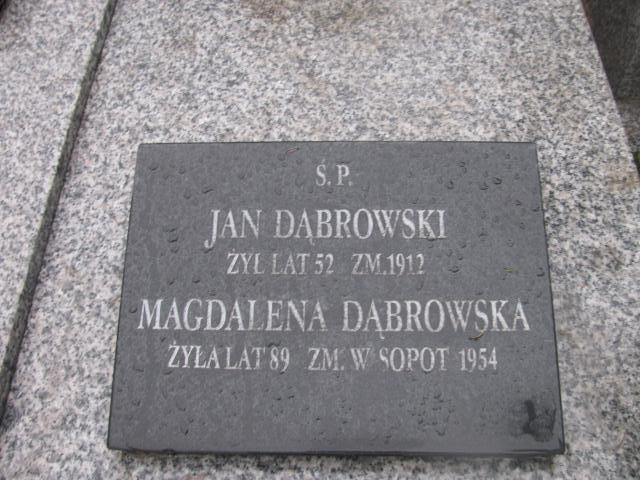 Ś. P.
JAN DĄBROWSKI
ŻYŁ LAT 52 ZM.1912
MAGDALENA DĄBROWSKA
ŻYŁA LAT 89 ZM. W SOPOT 1954